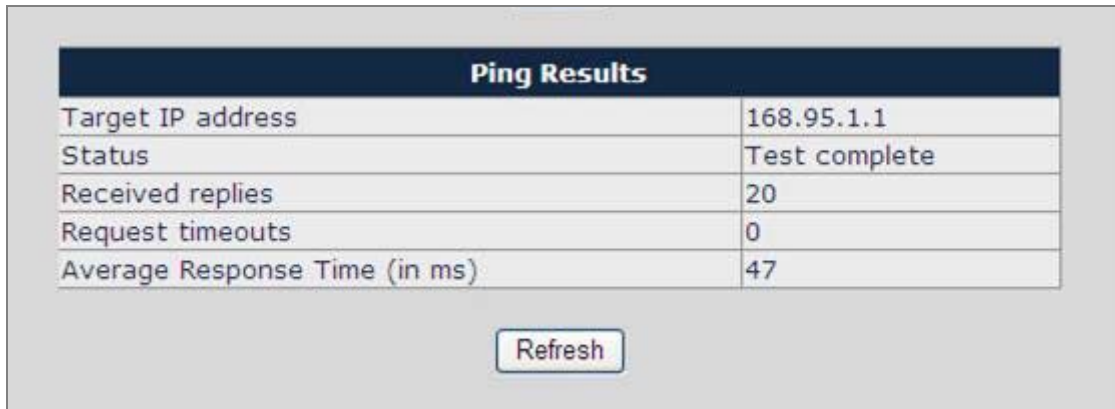 Ping Results
Target IP address 168.95.1.1
Status Test complete
Received replies 20
Request timeouts 0
Average Response Time (in ms) 47
Refresh